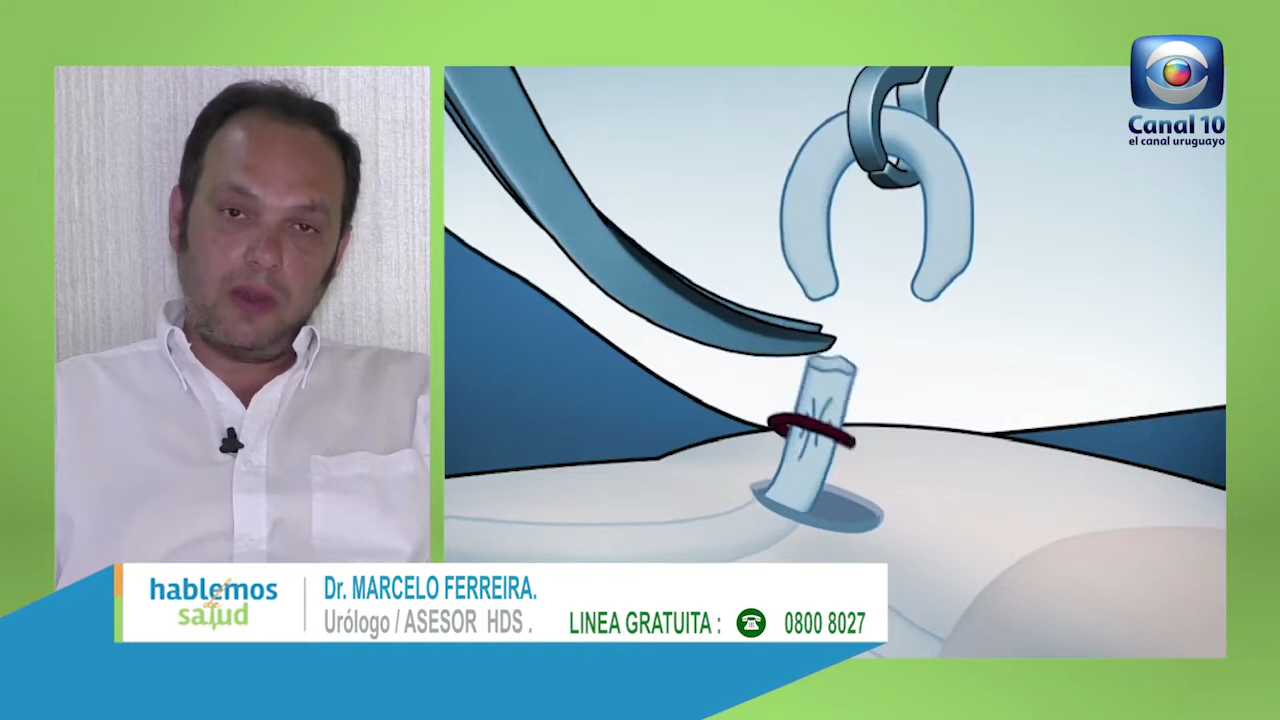 Canal 10
el canal uruguayo
hablemos
de
salud
Dr. MARCELO FERREIRA.
Urólogo / ASESOR HDS .
LINEA GRATUITA : 0800 8027